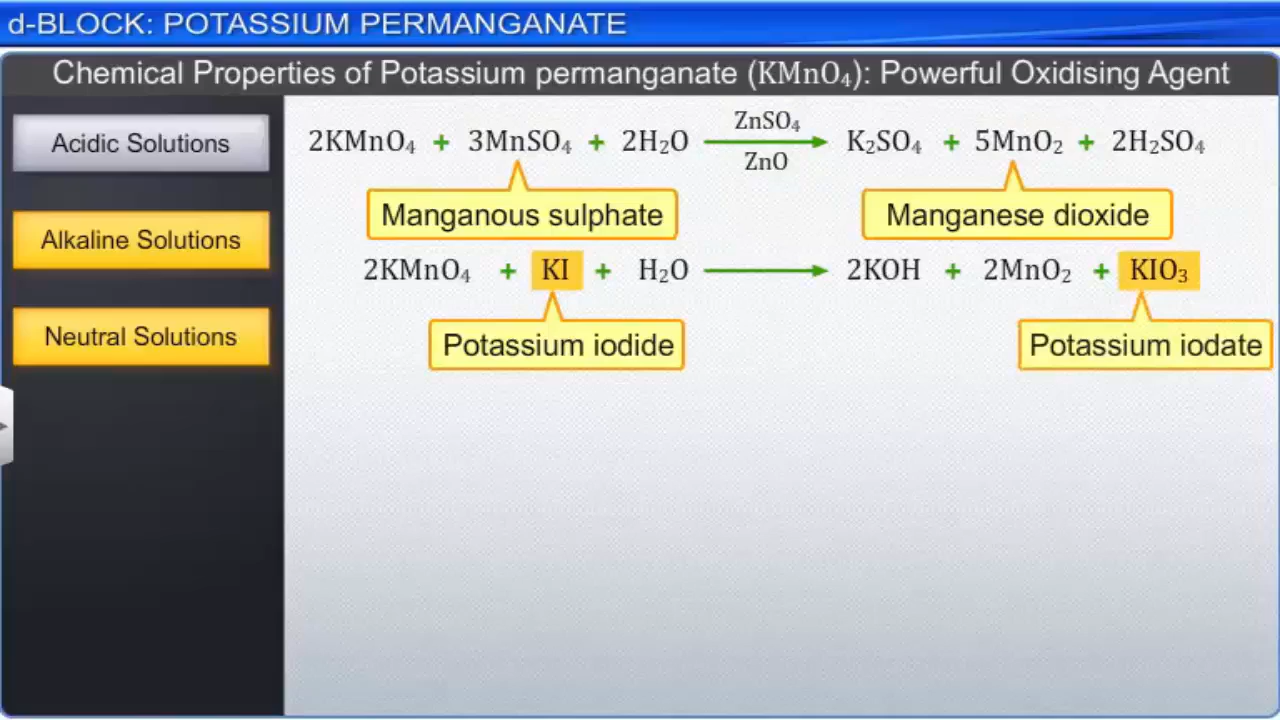 d-BLOCK: POTASSIUM PERMANGANATE
Chemical Properties of Potassium permanganate (KMnO₄): Powerful Oxidising Agent
Acidic Solutions
Alkaline Solutions
Neutral Solutions
ZnSO₄
2KMnO₄ + 3MnSO₄ + 2H₂O ⟶ K₂SO₄ + 5MnO₂ + 2H₂SO₄
ZnO
Manganous sulphate
Manganese dioxide
2KMnO₄ + KI + H₂O ⟶ 2KOH + 2MnO₂ + KIO₃
Potassium iodide
Potassium iodate